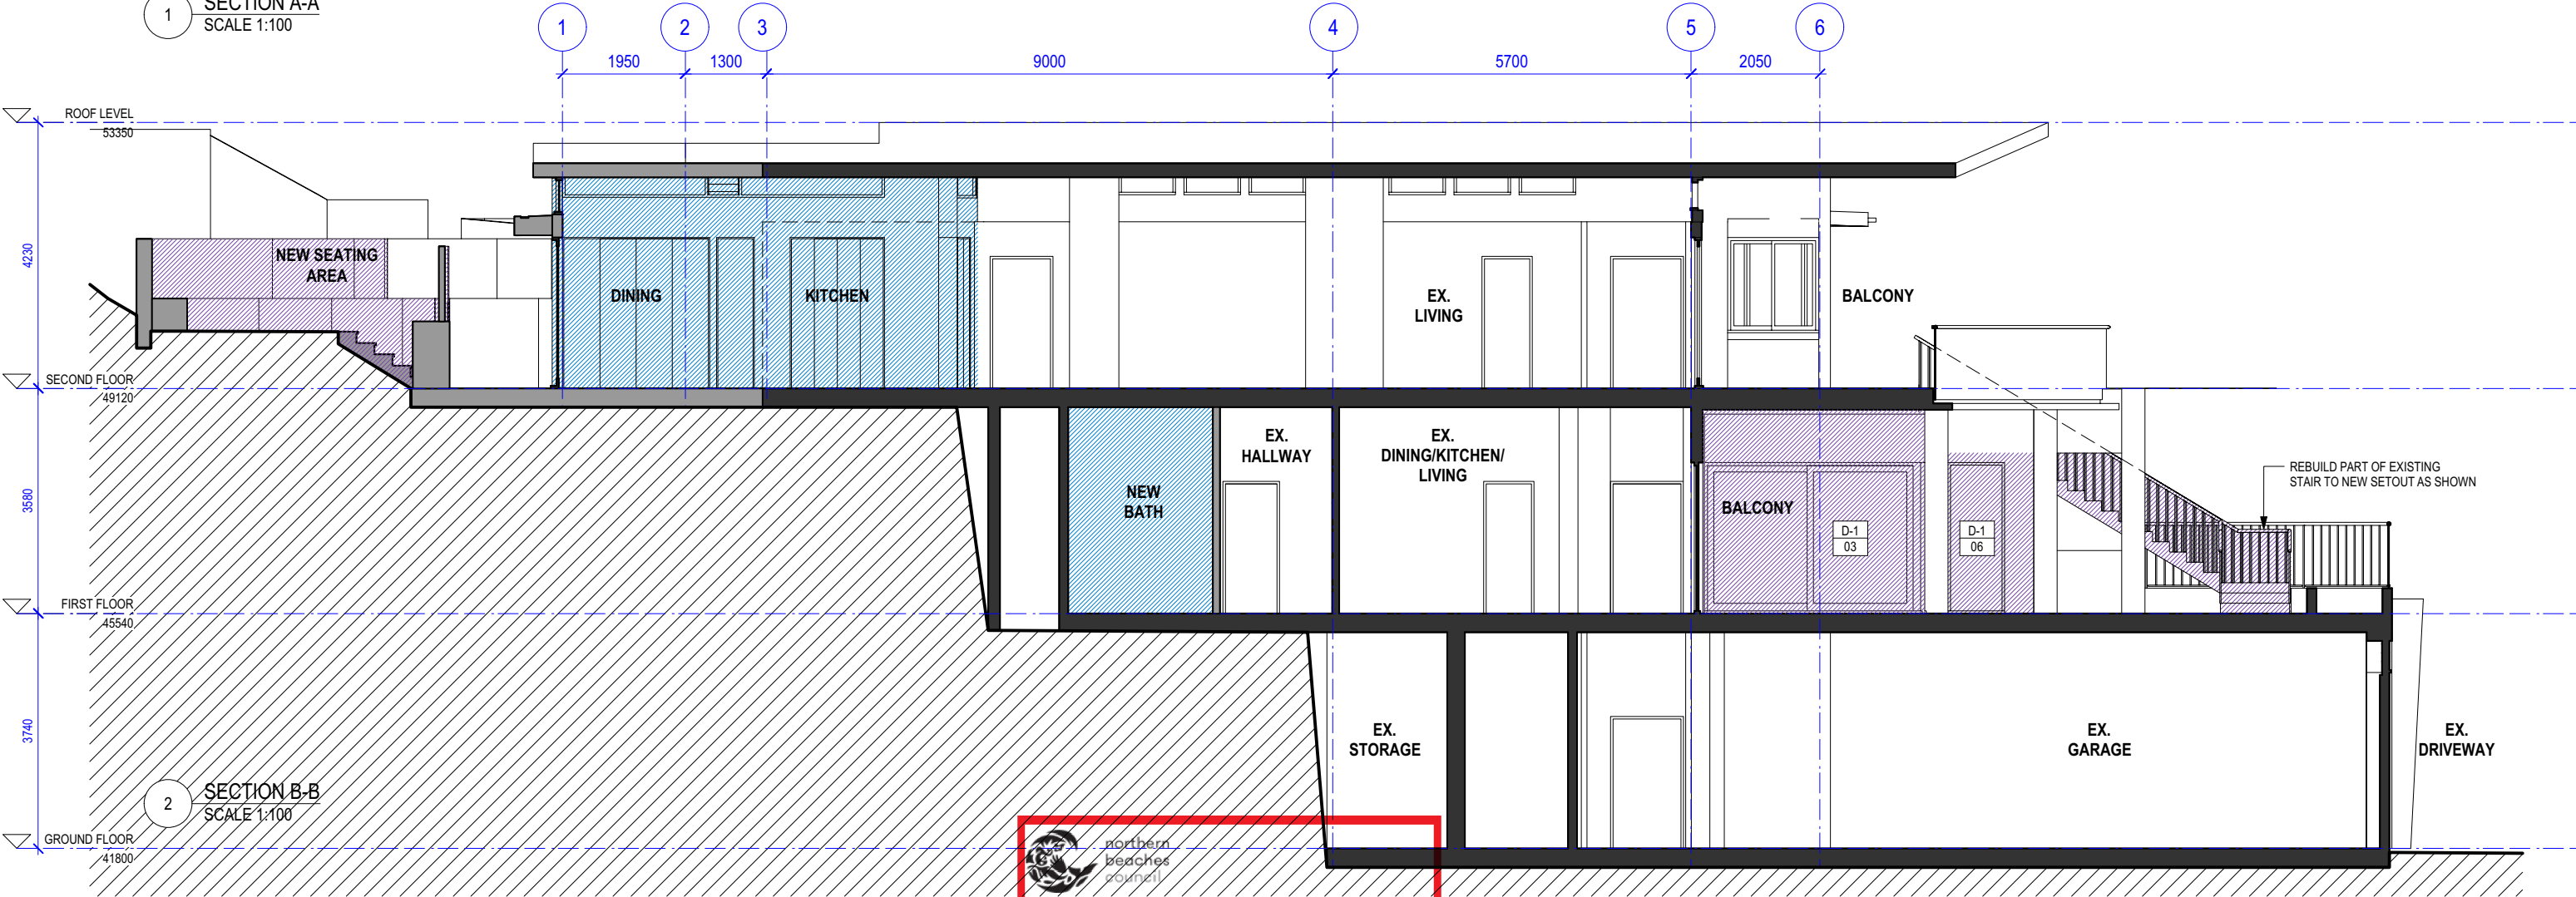 1
SECTION A-A
SCALE 1:100
1
2
3
4
5
6
1950
1300
9000
5700
2050
ROOF LEVEL
53350
4230
NEW SEATING
AREA
DINING
KITCHEN
EX.
LIVING
BALCONY
SECOND FLOOR
49120
3580
NEW
BATH
EX.
HALLWAY
EX.
DINING/KITCHEN/
LIVING
BALCONY
D-1
03
D-1
06
REBUILD PART OF EXISTING
STAIR TO NEW SETOUT AS SHOWN
FIRST FLOOR
45540
3740
EX.
STORAGE
EX.
GARAGE
EX.
DRIVEWAY
2
SECTION B-B
SCALE 1:100
GROUND FLOOR
41800
northern
beaches
council